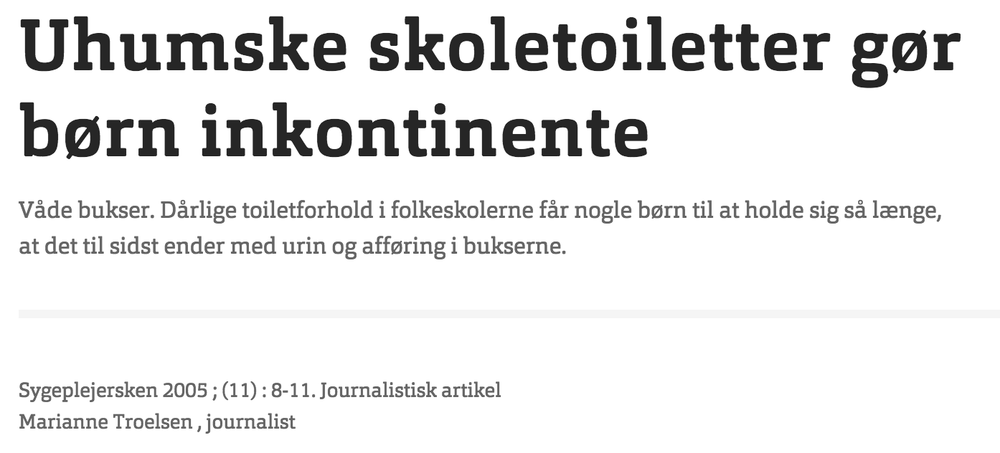 Uhumske skoletoiletter gør
børn inkontinente
Våde bukser. Dårlige toiletforhold i folkeskolerne får nogle børn til at holde sig så længe,
at det til sidst ender med urin og afføring i bukserne.
Sygeplejersken 2005 ; (11) : 8-11. Journalistisk artikel
Marianne Troelsen , journalist